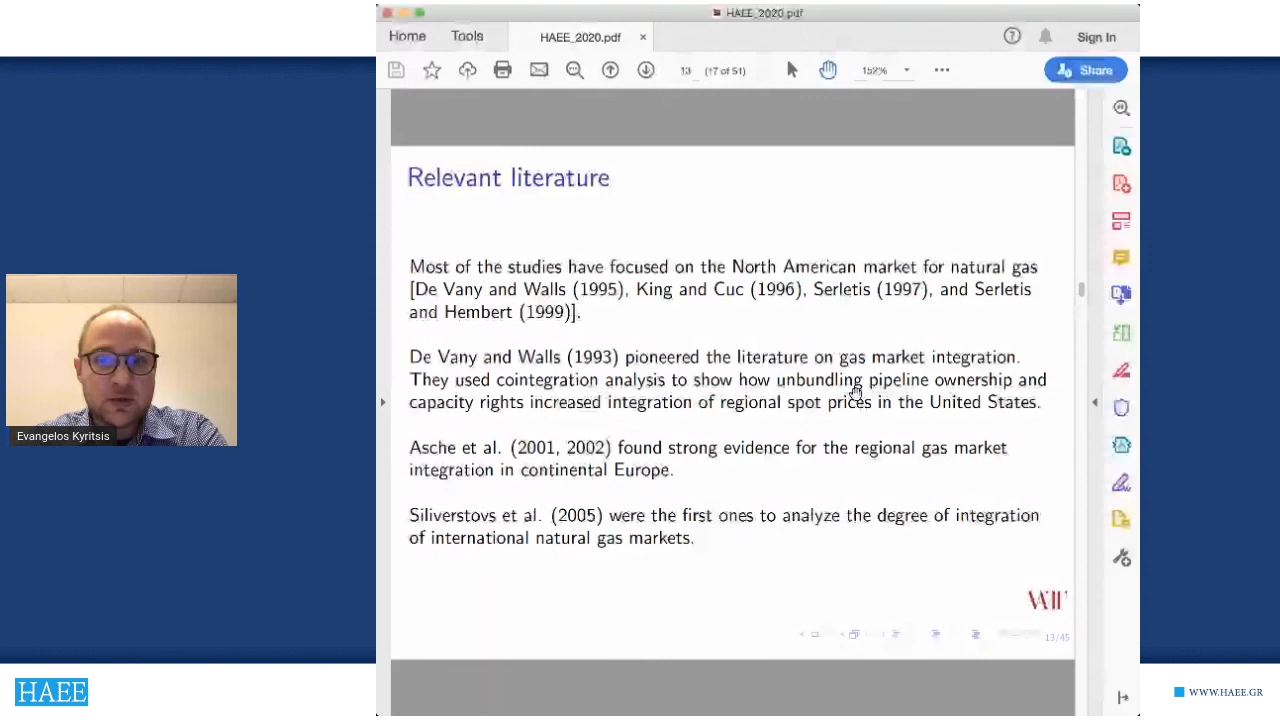 HAEE_2020.pdf
Home
Tools
HAEE_2020.pdf
×
Sign In
13
(17 of 51)
152%
Share
Relevant literature
Most of the studies have focused on the North American market for natural gas
[De Vany and Walls (1995), King and Cuc (1996), Serletis (1997), and Serletis
and Hembert (1999)].
De Vany and Walls (1993) pioneered the literature on gas market integration.
They used cointegration analysis to show how unbundling pipeline ownership and
capacity rights increased integration of regional spot prices in the United States.
Asche et al. (2001, 2002) found strong evidence for the regional gas market
integration in continental Europe.
Siliverstovs et al. (2005) were the first ones to analyze the degree of integration
of international natural gas markets.
13/45
Evangelos Kyritsis
HAEE
WWW.HAEE.GR